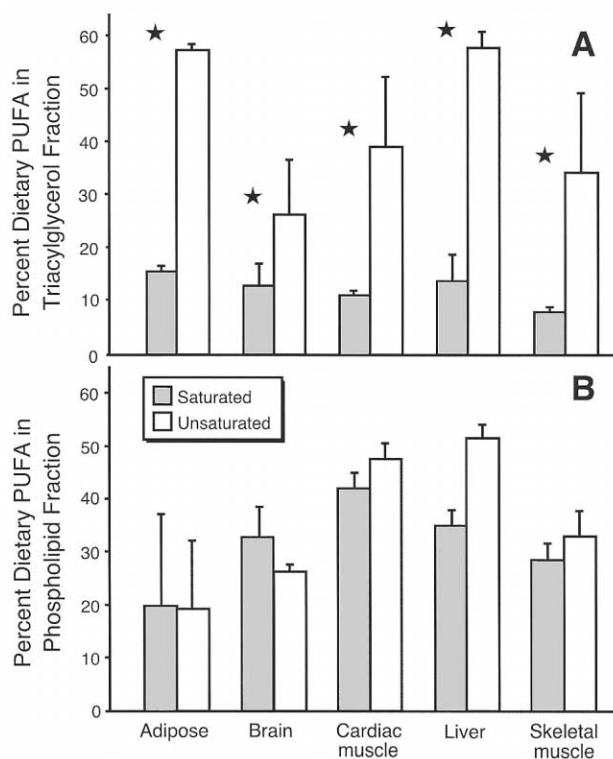 Percent Dietary PUFA in
Triacylglycerol Fraction
60
50
40
30
20
10
0
★
★
★
★
★
A
Percent Dietary PUFA in
Phospholipid Fraction
60
50
40
30
20
10
0
Saturated
Unsaturated
B
Adipose
Brain
Cardiac
muscle
Liver
Skeletal
muscle